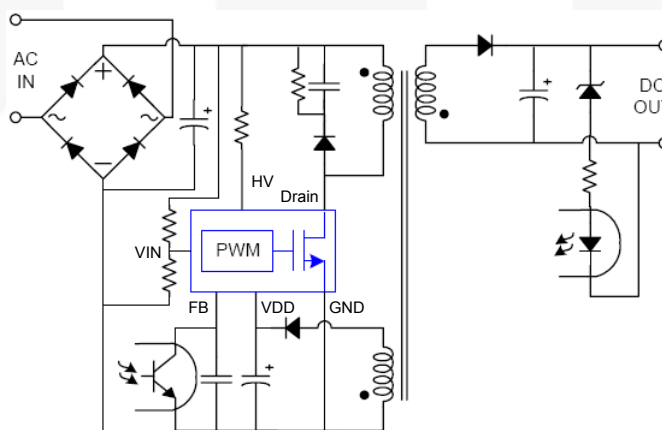 AC
IN
DC
OUT
HV
Drain
VIN
PWM
FB
VDD
GND